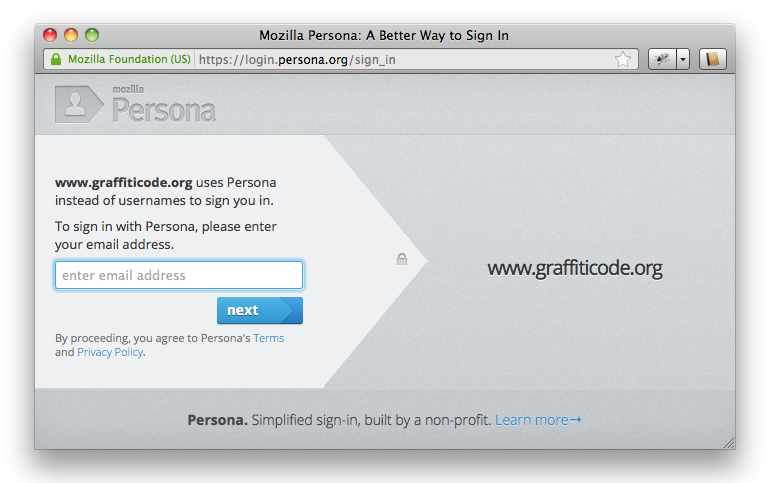 Mozilla Persona: A Better Way to Sign In
Mozilla Foundation (US) https://login.persona.org/sign_in
mozilla
Persona
www.graffiticode.org uses Persona
instead of usernames to sign you in.
To sign in with Persona, please enter
your email address.
enter email address
next
By proceeding, you agree to Persona's Terms
and Privacy Policy.
www.graffiticode.org
Persona. Simplified sign-in, built by a non-profit. Learn more→